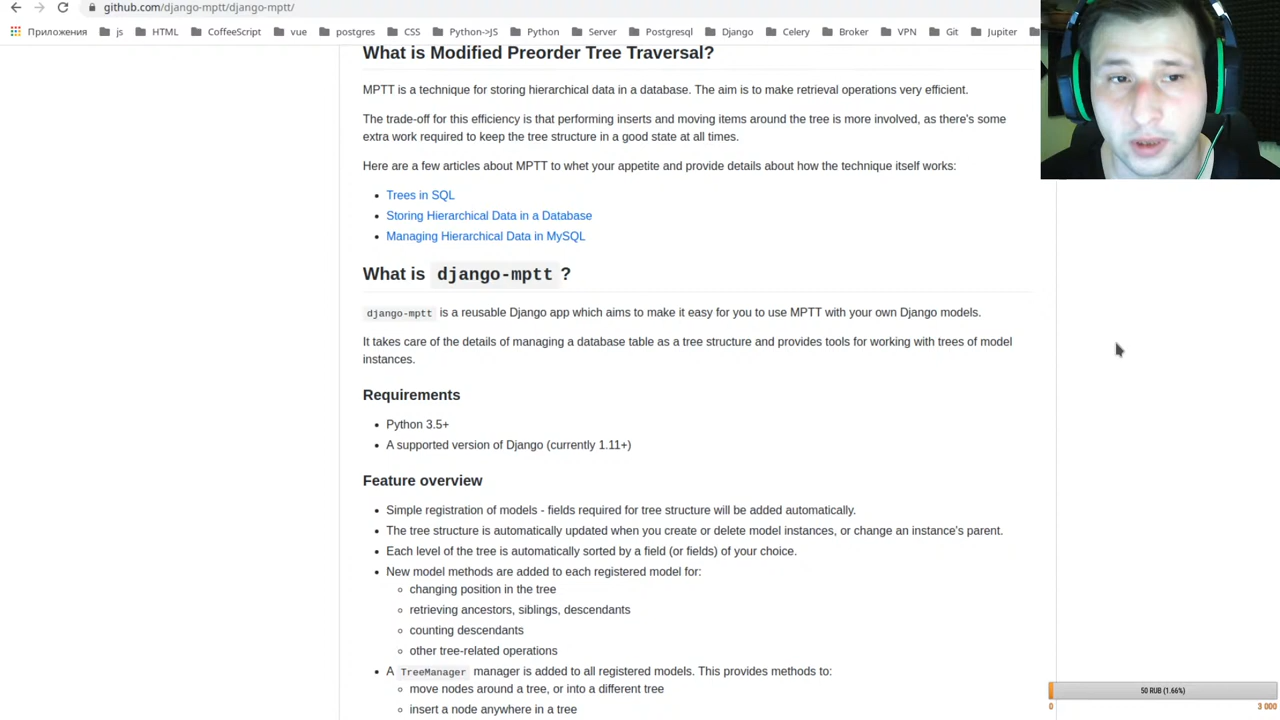 github.com/django-mptt/django-mptt/
Приложения js HTML CoffeeScript vue postgres CSS Python->JS Python Server Postgresql Django Celery Broker VPN Git Jupiter
What is Modified Preorder Tree Traversal?
MPTT is a technique for storing hierarchical data in a database. The aim is to make retrieval operations very efficient.
The trade-off for this efficiency is that performing inserts and moving items around the tree is more involved, as there's some
extra work required to keep the tree structure in a good state at all times.
Here are a few articles about MPTT to whet your appetite and provide details about how the technique itself works:
Trees in SQL
Storing Hierarchical Data in a Database
Managing Hierarchical Data in MySQL
What is django-mptt ?
django-mptt is a reusable Django app which aims to make it easy for you to use MPTT with your own Django models.
It takes care of the details of managing a database table as a tree structure and provides tools for working with trees of model
instances.
Requirements
Python 3.5+
A supported version of Django (currently 1.11+)
Feature overview
Simple registration of models - fields required for tree structure will be added automatically.
The tree structure is automatically updated when you create or delete model instances, or change an instance's parent.
Each level of the tree is automatically sorted by a field (or fields) of your choice.
New model methods are added to each registered model for:
changing position in the tree
retrieving ancestors, siblings, descendants
counting descendants
other tree-related operations
A TreeManager manager is added to all registered models. This provides methods to:
move nodes around a tree, or into a different tree
insert a node anywhere in a tree
50 RUB (1.66%)
0 3 000